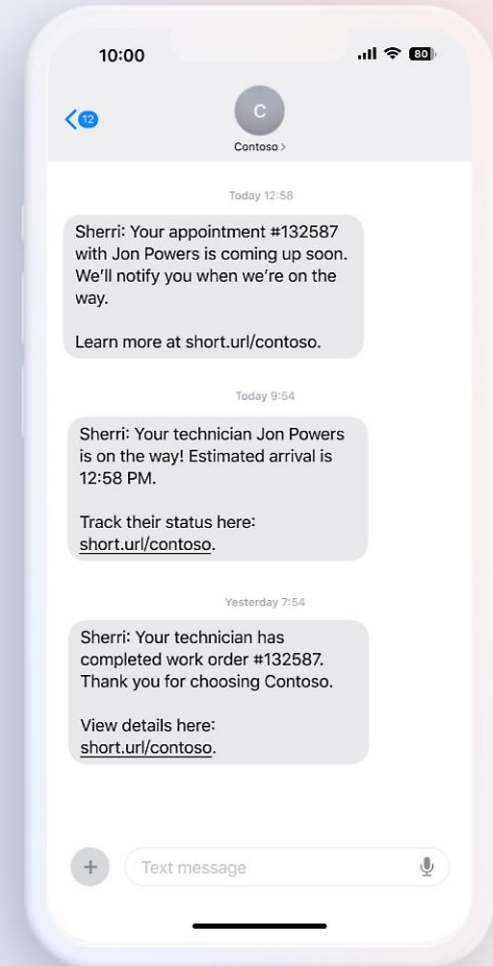 10:00
80
12
C
Contoso >
Today 12:58
Sherri: Your appointment #132587
with Jon Powers is coming up soon.
We'll notify you when we're on the
way.
Learn more at short.url/contoso.
Today 9:54
Sherri: Your technician Jon Powers
is on the way! Estimated arrival is
12:58 PM.
Track their status here:
short.url/contoso.
Yesterday 7:54
Sherri: Your technician has
completed work order #132587.
Thank you for choosing Contoso.
View details here:
short.url/contoso.
+
Text message